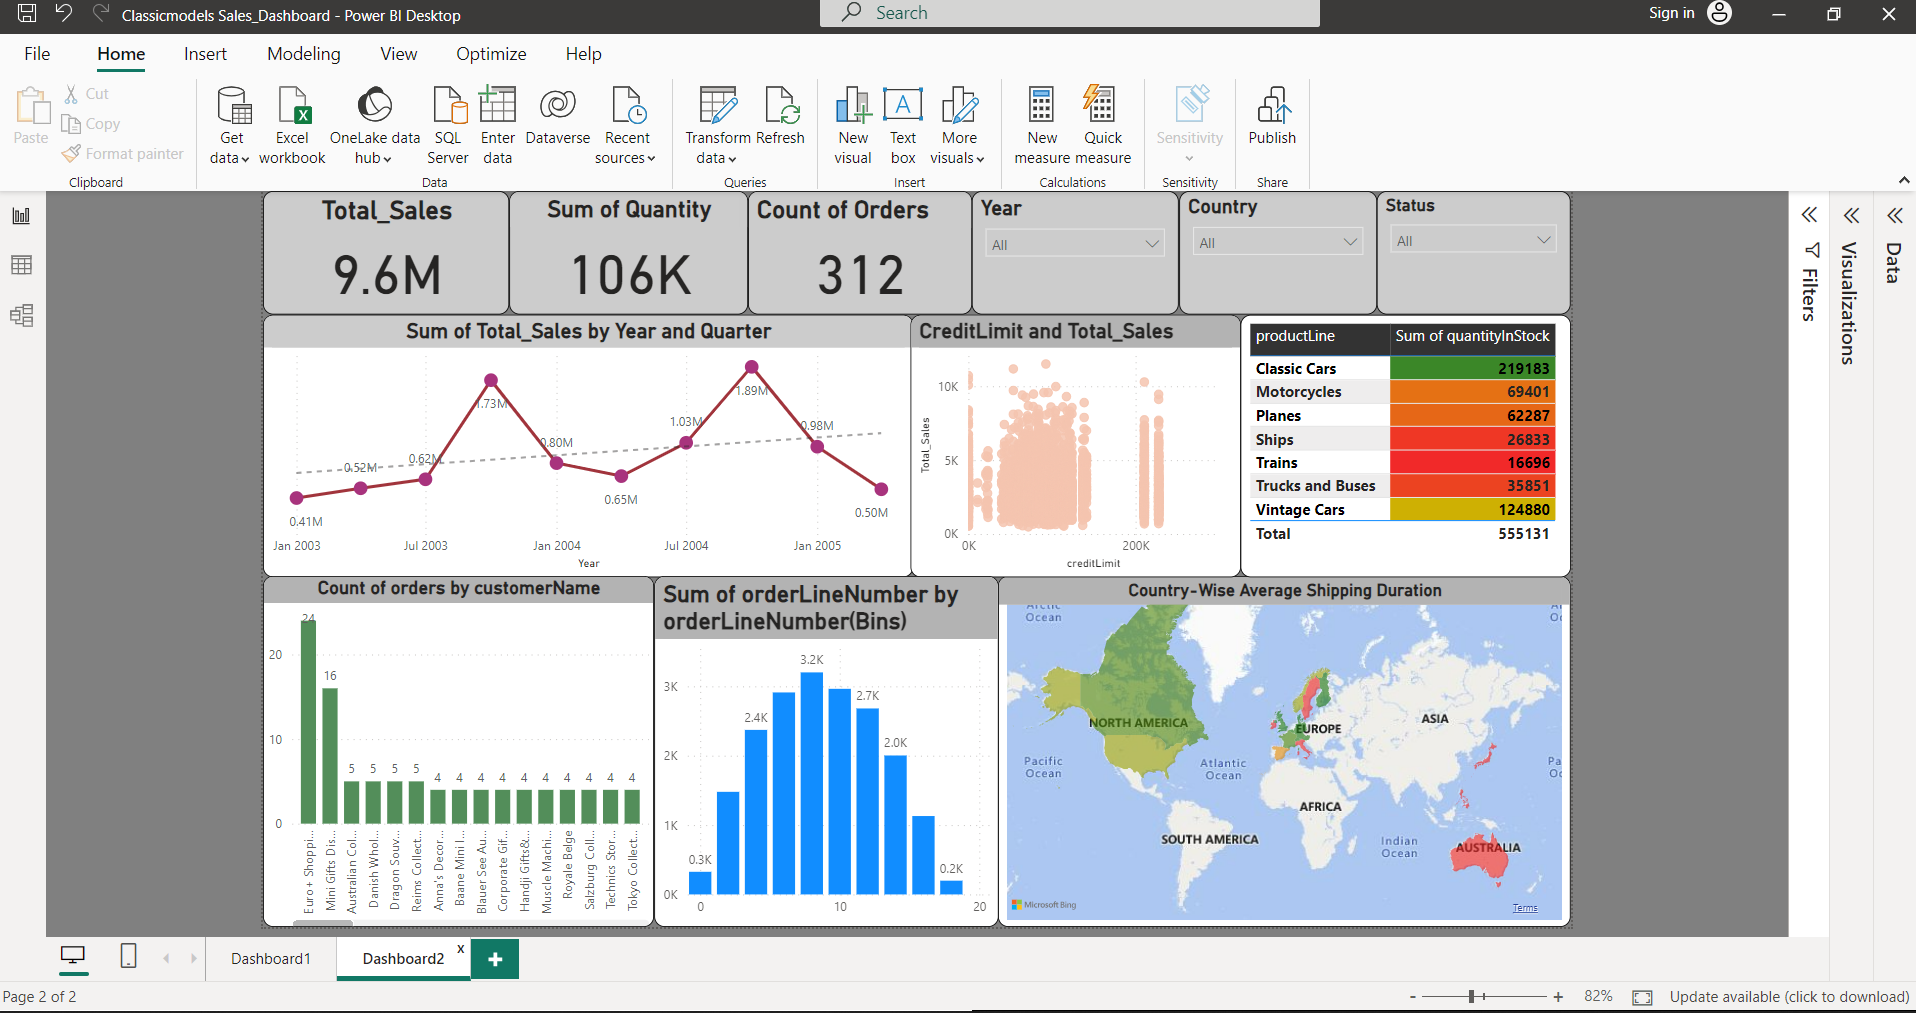 Classicmodels Sales_Dashboard - Power BI Desktop
Search
Sign in
File Home Insert Modeling View Optimize Help
Paste
Cut
Copy
Format painter
Clipboard
Get data
Excel workbook
OneLake data hub
SQL Server
Enter data
Dataverse
Recent sources
Data
Transform data
Refresh
Queries
New visual
Text box
More visuals
Insert
New measure
Quick measure
Calculations
Sensitivity
Sensitivity
Publish
Share
Total_Sales
9.6M
Sum of Quantity
106K
Count of Orders
312
Year
All
Country
All
Status
All
Filters
Visualizations
Data
Sum of Total_Sales by Year and Quarter
0.41M
0.52M
0.62M
1.73M
0.80M
0.65M
1.03M
1.89M
0.98M
0.50M
Jan 2003 Jul 2003 Jan 2004 Jul 2004 Jan 2005
Year
CreditLimit and Total_Sales
Total_Sales
10K
5K
0K
0K 200K
creditLimit
productLine Sum of quantityInStock
Classic Cars 219183
Motorcycles 69401
Planes 62287
Ships 26833
Trains 16696
Trucks and Buses 35851
Vintage Cars 124880
Total 555131
Count of orders by customerName
20
10
0
24 16 5 5 5 5 4 4 4 4 4 4 4 4 4 4
Euro+ Shoppi...
Mini Gifts Dis...
Australian Col...
Danish Whol...
Dragon Souv...
Reims Collect...
Anna's Decor...
Baane Mini I...
Blauer See Au...
Corporate Gif...
Handji Gifts&...
Muscle Machi...
Royale Belge
Salzburg Coll...
Technics Stor...
Tokyo Collect...
Sum of orderLineNumber by
orderLineNumber(Bins)
3K
2K
1K
0K
0.3K
2.4K
3.2K
2.7K
2.0K
0.2K
0 10 20
Country-Wise Average Shipping Duration
Arctic
Ocean
NORTH AMERICA
EUROPE
ASIA
Pacific
Ocean
Atlantic
Ocean
Pa
AFRICA
SOUTH AMERICA
Indian
Ocean
AUSTRALIA
Microsoft Bing
Terms
Dashboard1
Dashboard2
x
+
Page 2 of 2
- + 82%
Update available (click to download)